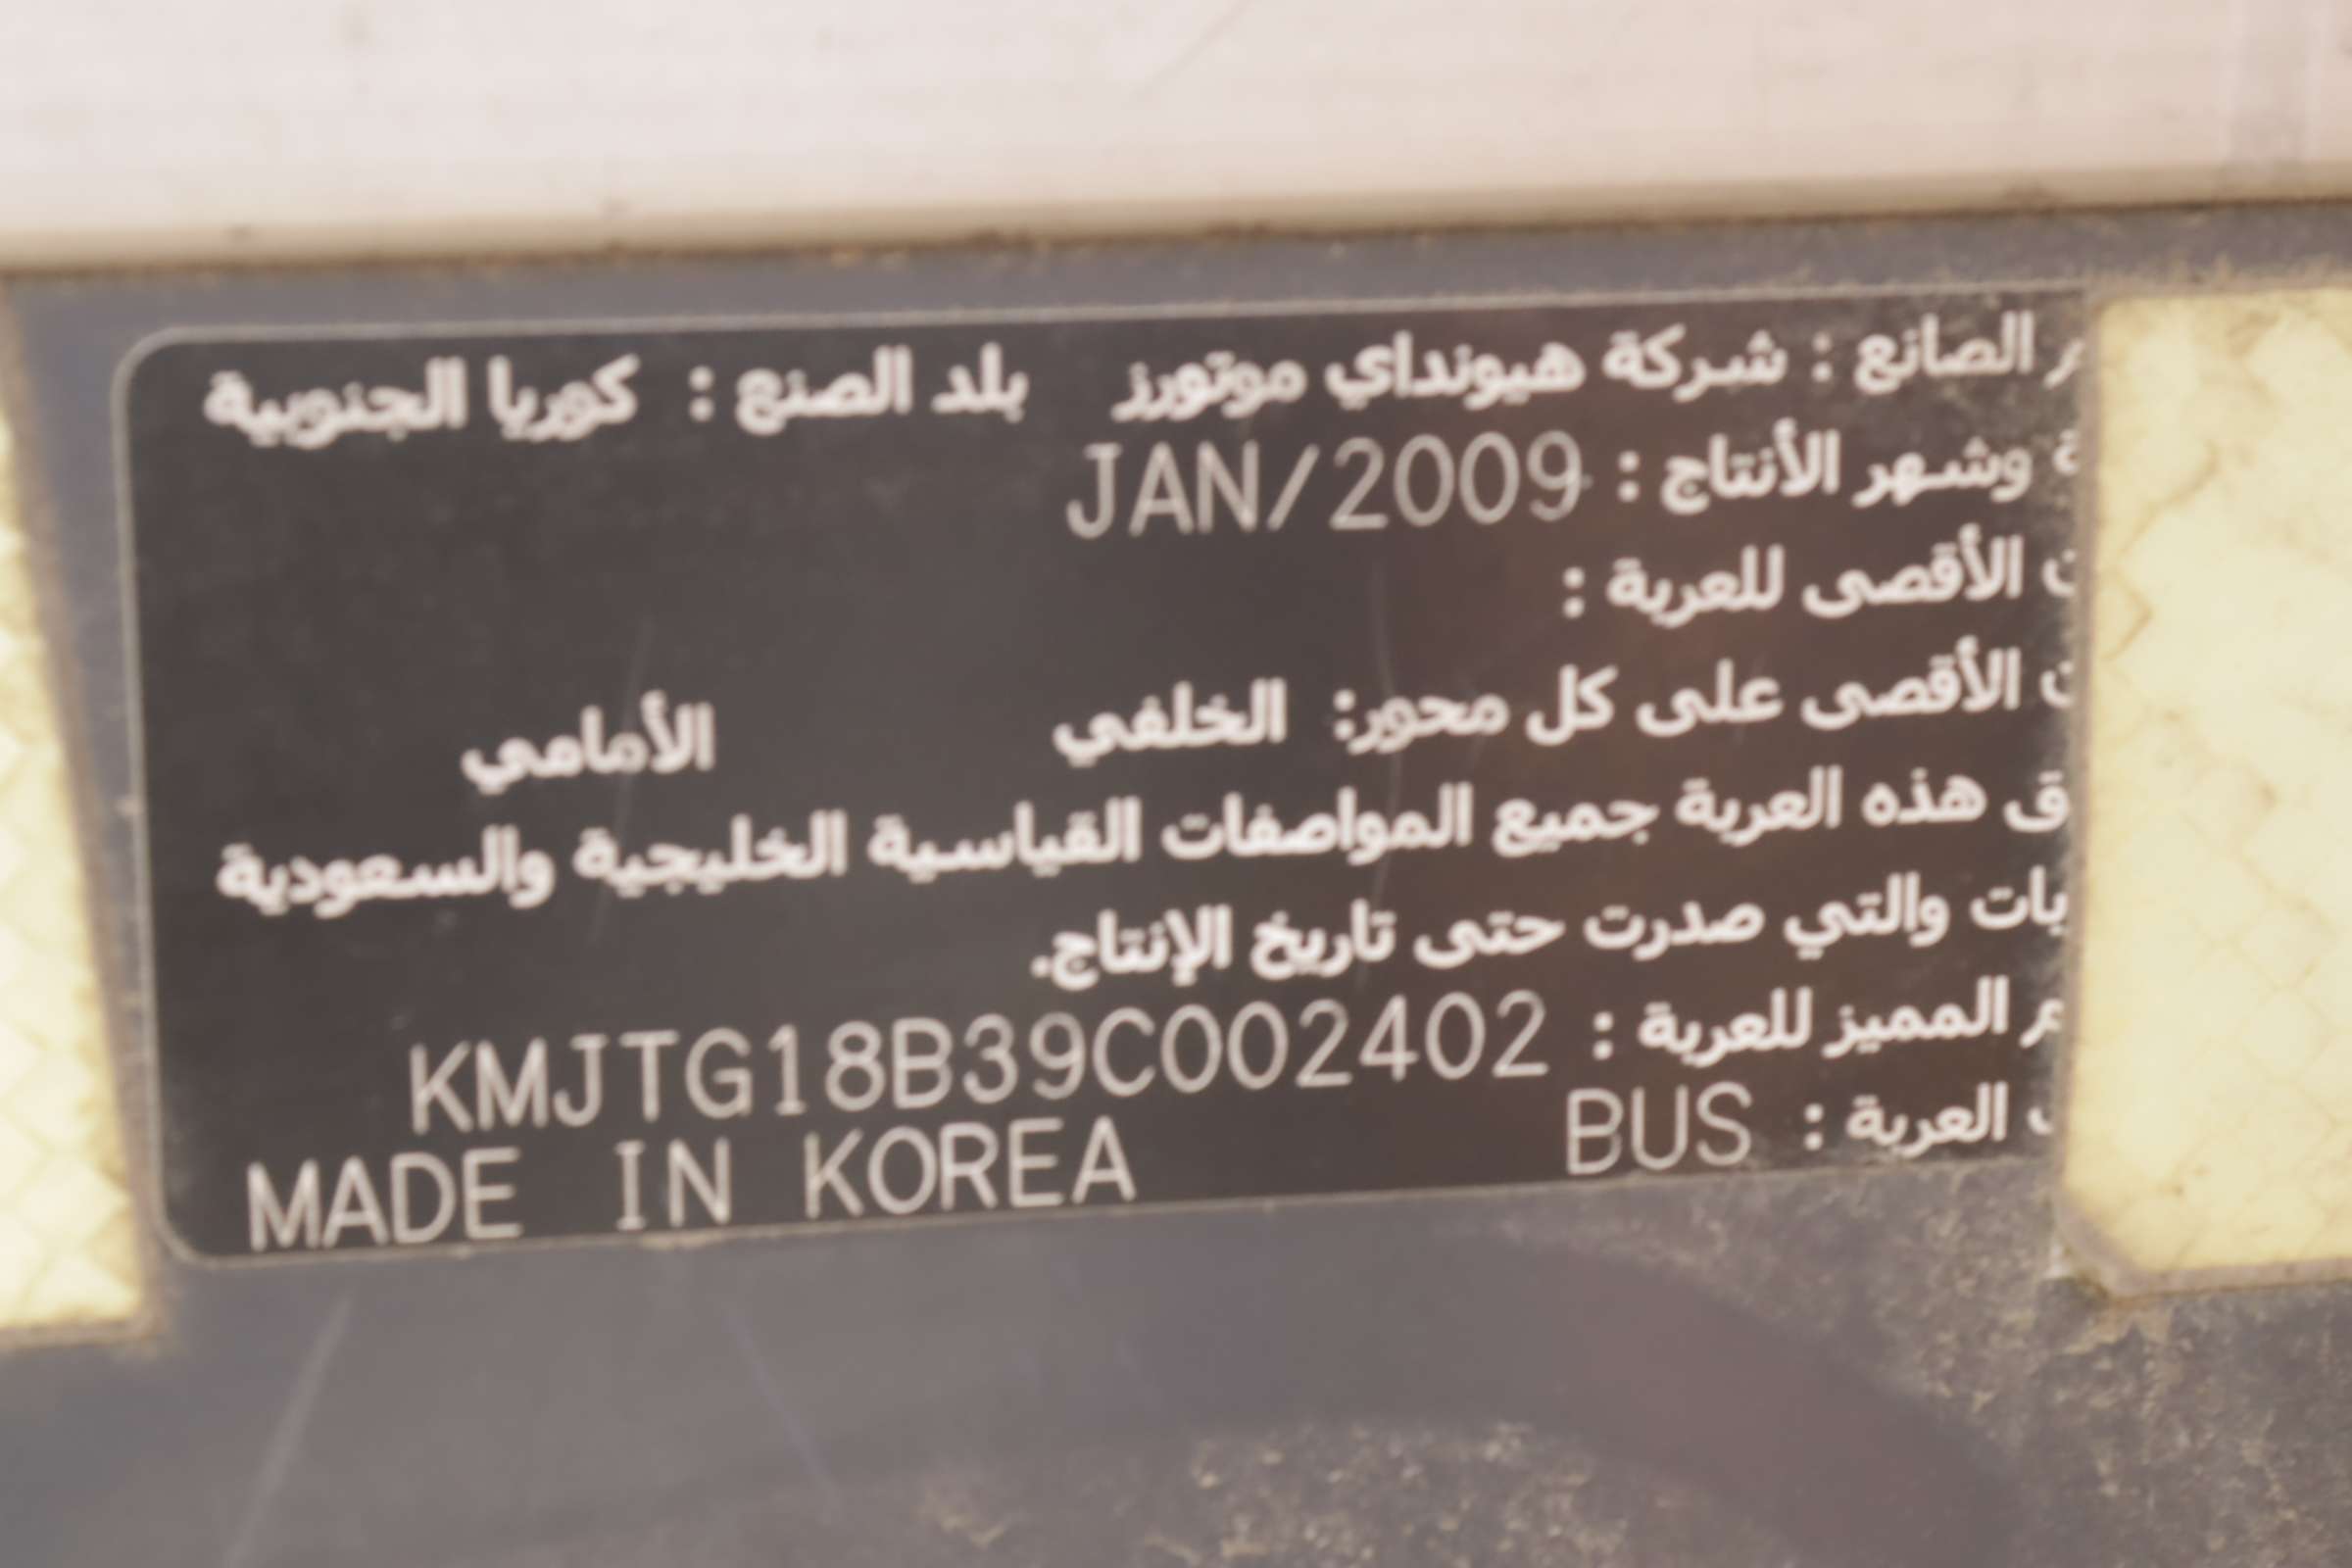 الصانع : شركة هيونداي موتورز بلد الصنع : كوريا الجنوبية
وشهر الأنتاج : JAN/2009
الأقصى للعربة :
الأقصى على كل محور: الخلفي الأمامي
هذه العربة جميع المواصفات القياسية الخليجية والسعودية
والتي صدرت حتى تاريخ الإنتاج.
المميز للعربة : KMJTG18B39C002402
العربة : BUS
MADE IN KOREA